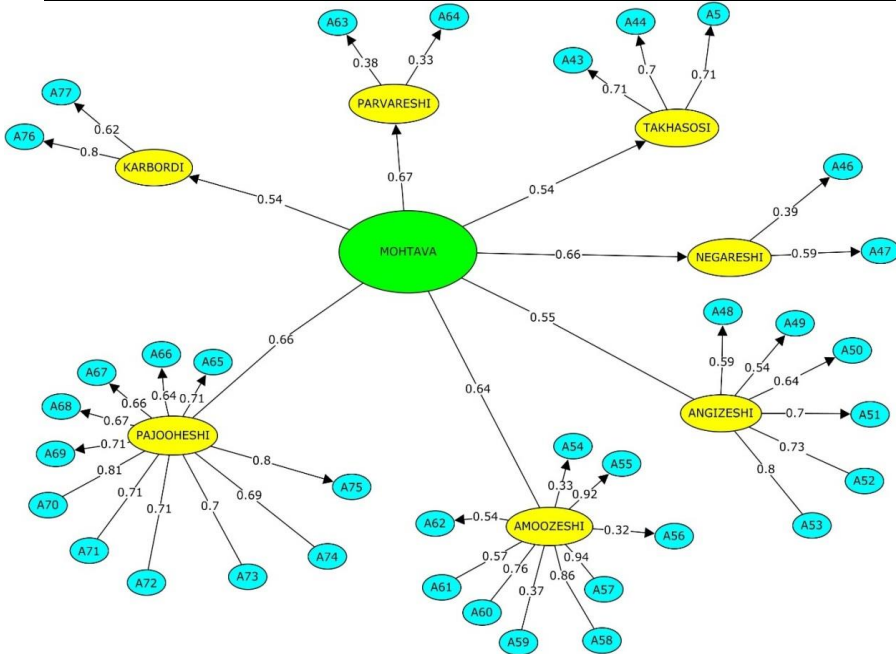 A63
A64
0.38
0.33
PARVARESHI
0.67
A43
A44
A5
0.71
0.7
0.71
TAKHASOSI
0.54
A77
A76
0.62
0.8
KARBORDI
0.54
MOHTAVA
A46
A47
0.39
0.59
NEGARESHI
0.66
A48
A49
A50
A51
A52
A53
0.59
0.54
0.64
0.7
0.73
0.8
ANGIZESHI
0.55
A65
A66
A67
A68
A69
A70
A71
A72
A73
A74
A75
0.71
0.64
0.66
0.67
0.71
0.81
0.71
0.71
0.7
0.69
0.8
PAJOOHESHI
0.66
A54
A55
A56
A57
A58
A59
A60
A61
A62
0.33
0.92
0.32
0.94
0.86
0.37
0.76
0.57
0.54
AMOOZESHI
0.64